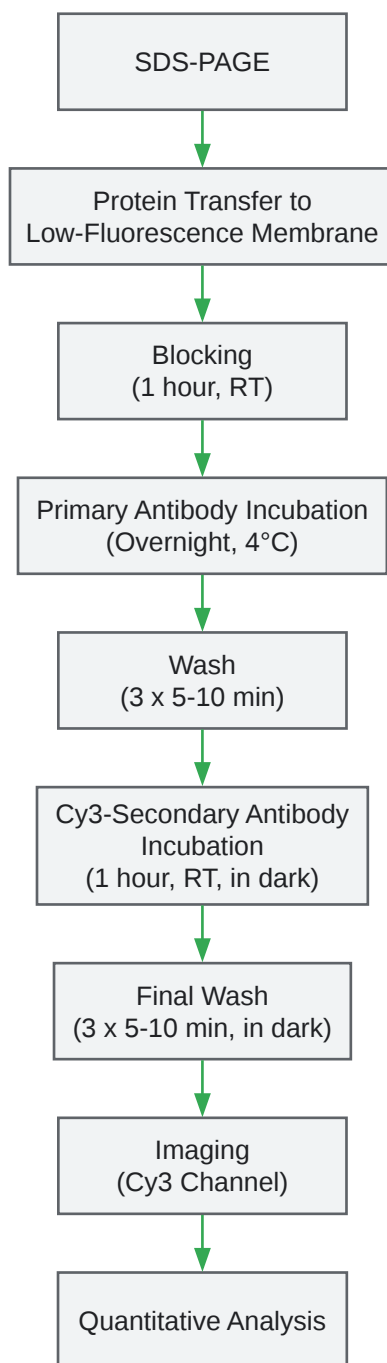 SDS-PAGE
Protein Transfer to
Low-Fluorescence Membrane
Blocking
(1 hour, RT)
Primary Antibody Incubation
(Overnight, 4°C)
Wash
(3 x 5-10 min)
Cy3-Secondary Antibody
Incubation
(1 hour, RT, in dark)
Final Wash
(3 x 5-10 min, in dark)
Imaging
(Cy3 Channel)
Quantitative Analysis